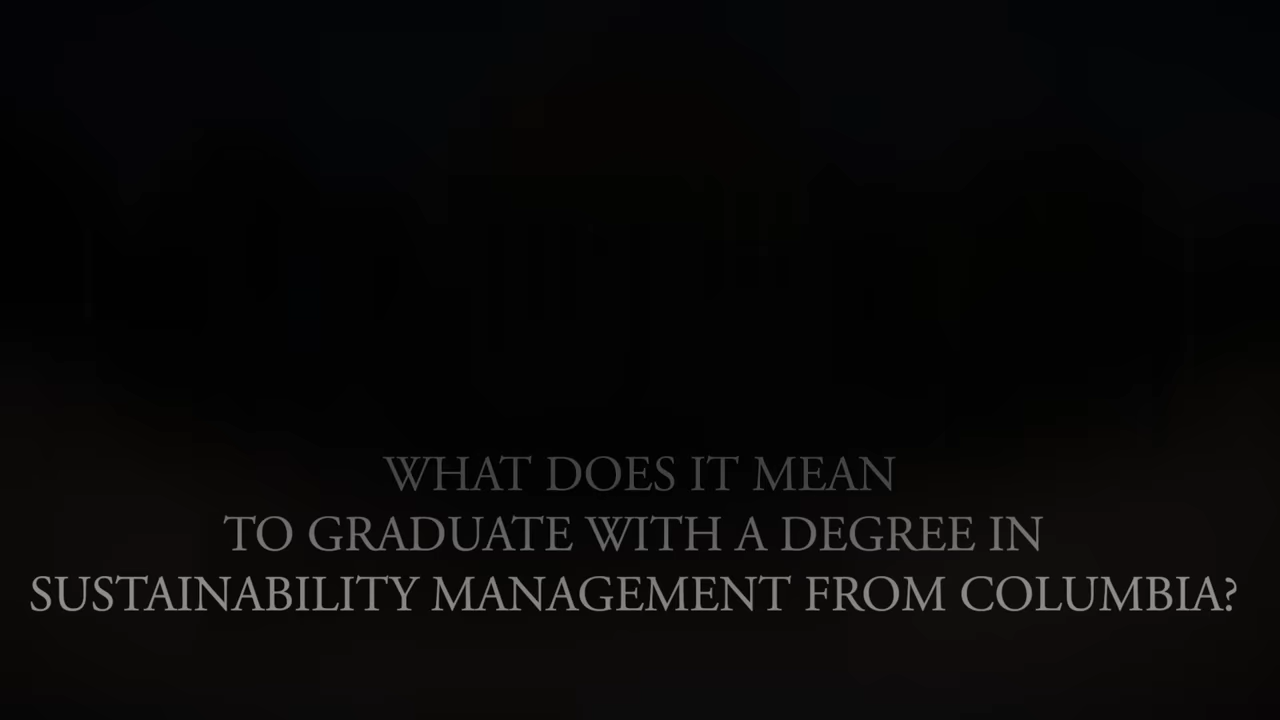 WHAT DOES IT MEAN
TO GRADUATE WITH A DEGREE IN
SUSTAINABILITY MANAGEMENT FROM COLUMBIA?